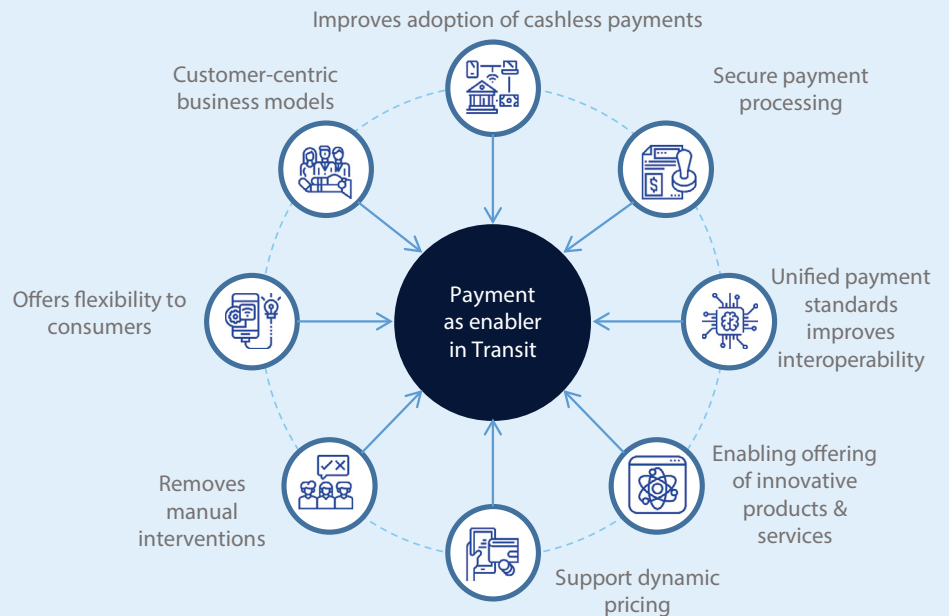 Improves adoption of cashless payments
Customer-centric
business models
Secure payment
processing
Offers flexibility to
consumers
Payment
as enabler
in Transit
Unified payment
standards
improves
interoperability
Removes
manual
interventions
Enabling offering
of innovative
products &
services
Support dynamic
pricing
$